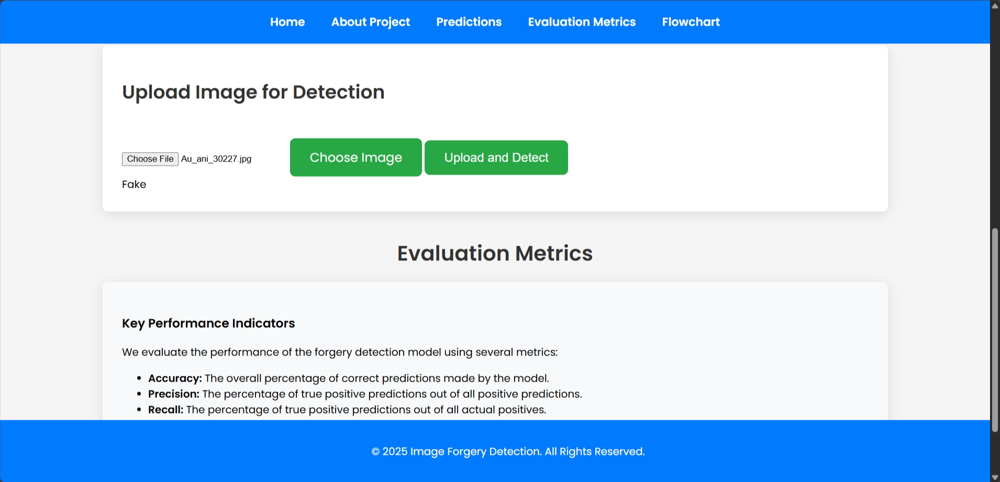 Home About Project Predictions Evaluation Metrics Flowchart
Upload Image for Detection
Choose File Au_ani_30227.jpg Choose Image Upload and Detect
Fake
Evaluation Metrics
Key Performance Indicators
We evaluate the performance of the forgery detection model using several metrics:
• Accuracy: The overall percentage of correct predictions made by the model.
• Precision: The percentage of true positive predictions out of all positive predictions.
• Recall: The percentage of true positive predictions out of all actual positives.
© 2025 Image Forgery Detection. All Rights Reserved.